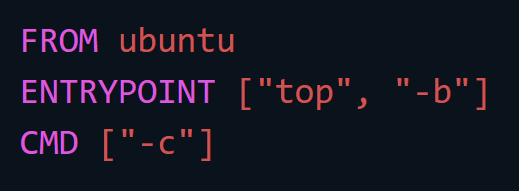 FROM ubuntu
ENTRYPOINT ["top", "-b"]
CMD ["-c"]